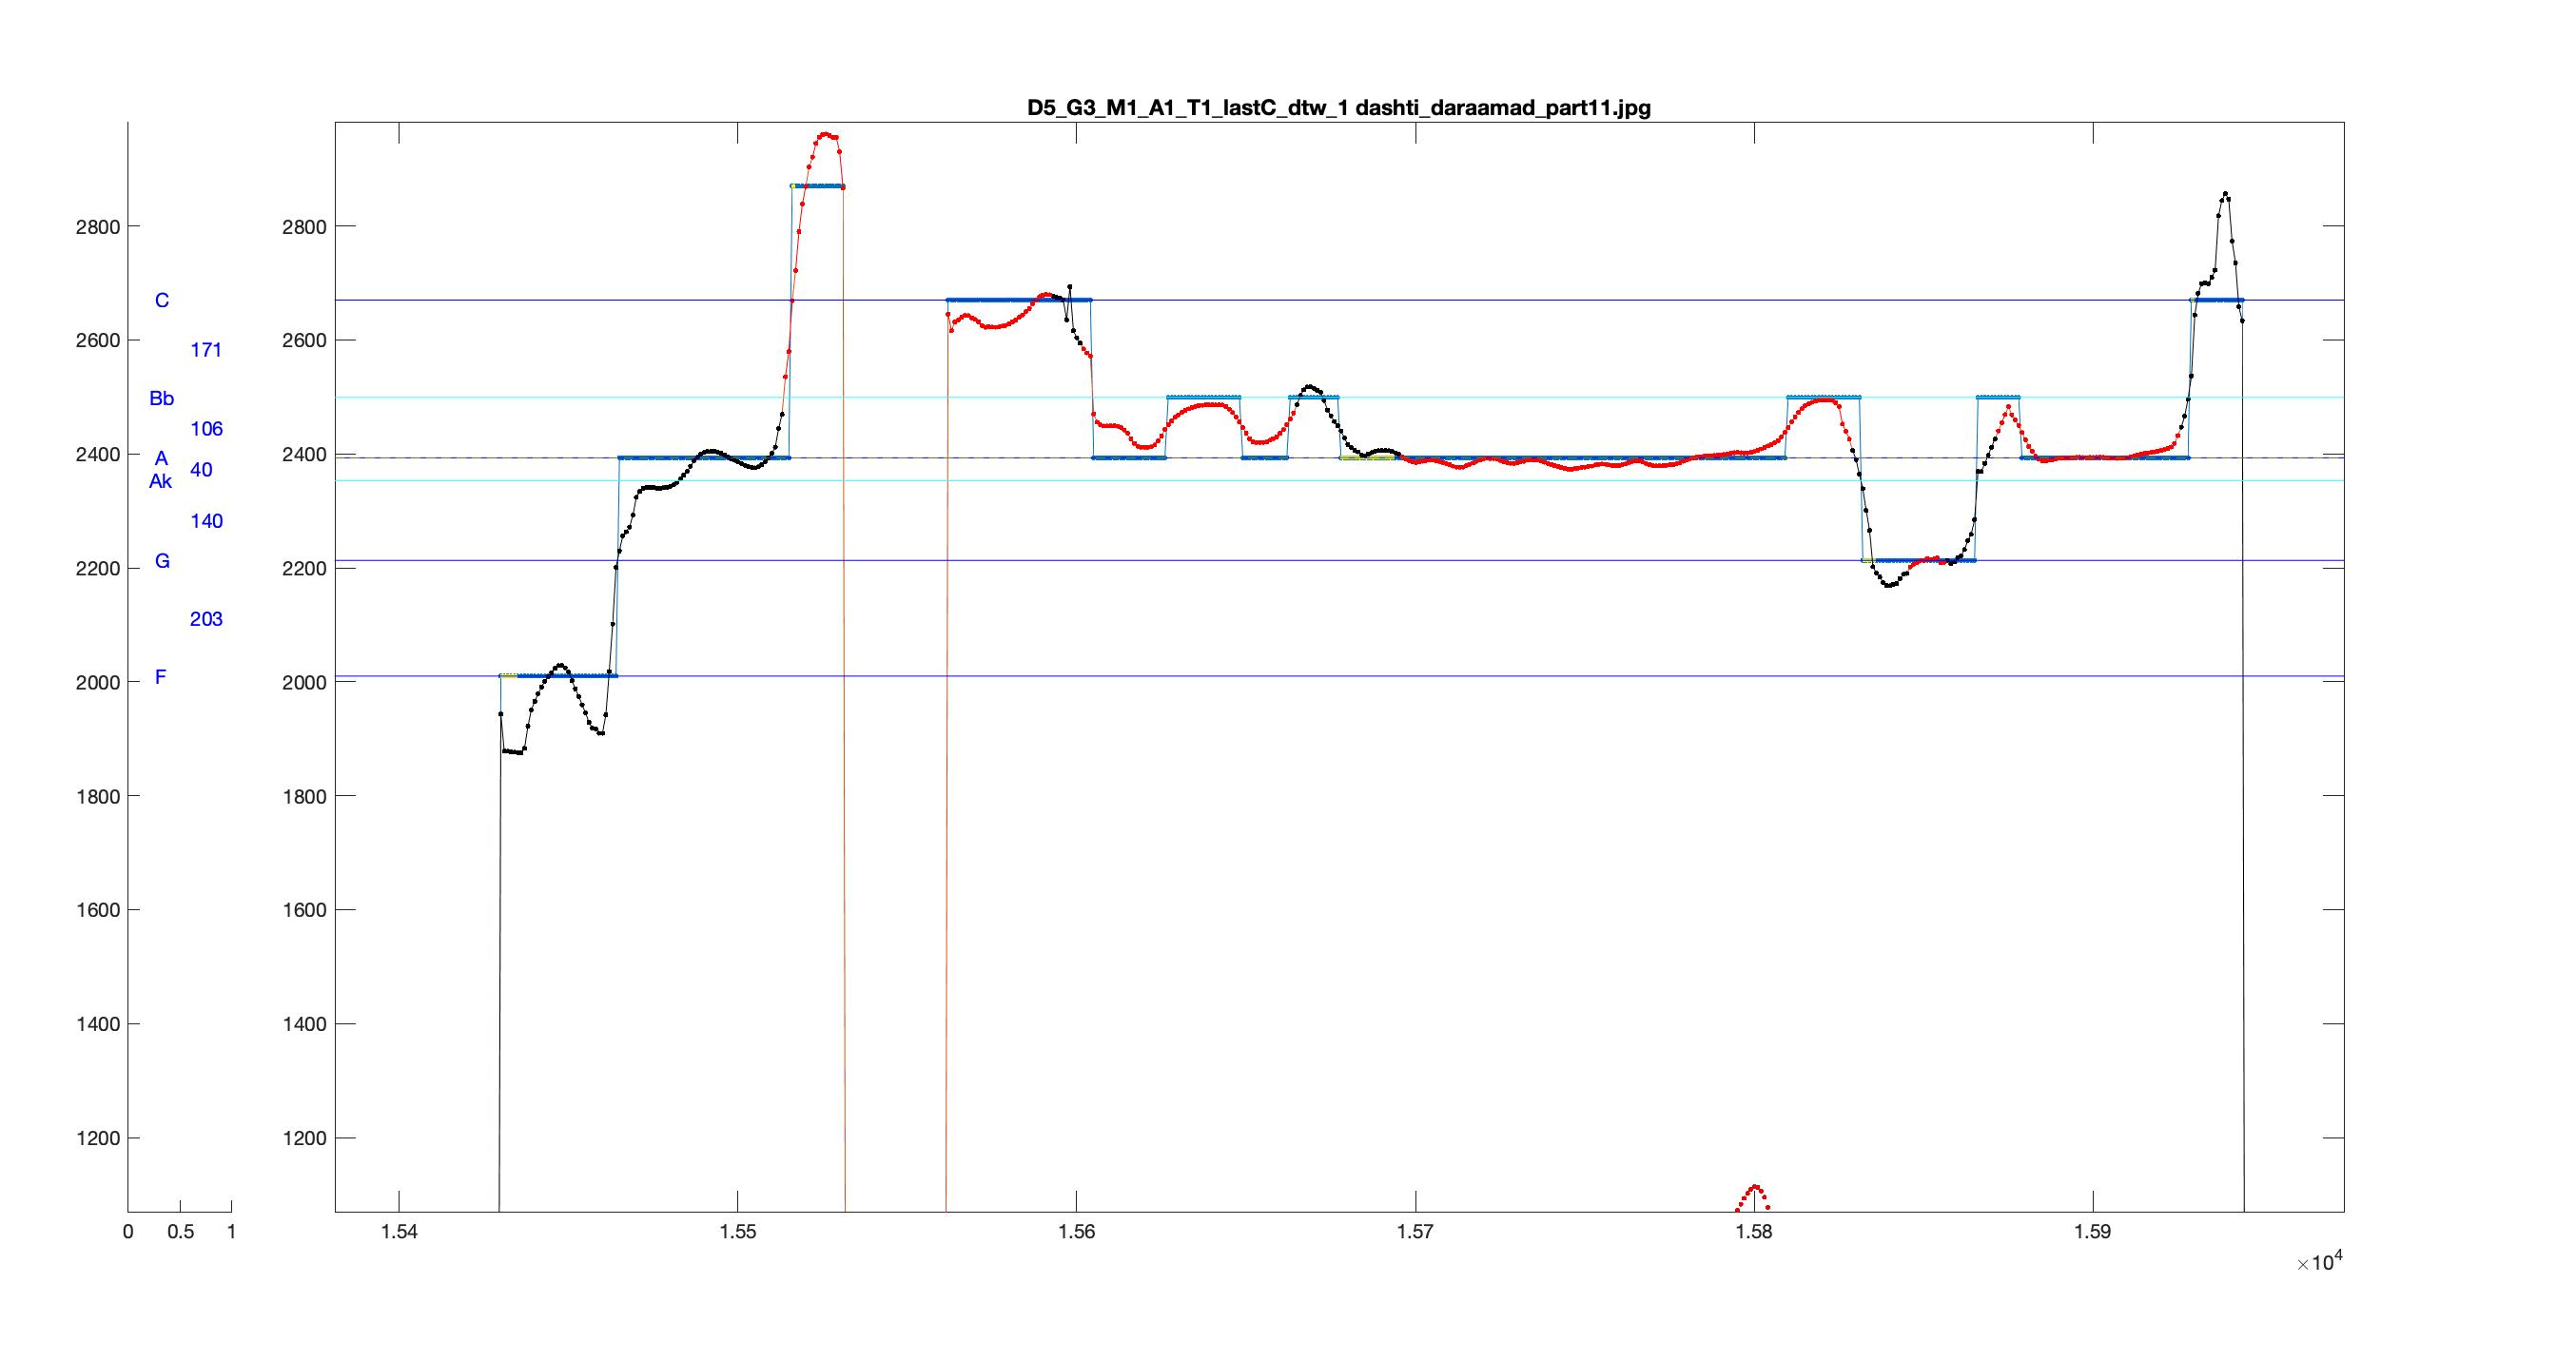 D5_G3_M1_A1_T1_lastC_dtw_1 dashti_daraamad_part11.jpg
2800 2800
C
2600 171 2600
Bb
106
2400 A 40 2400
Ak
140
2200 G 2200
203
2000 F 2000
1800 1800
1600 1600
1400 1400
1200 1200
0 0.5 1 1.54 1.55 1.56 1.57 1.58 1.59
×10⁴